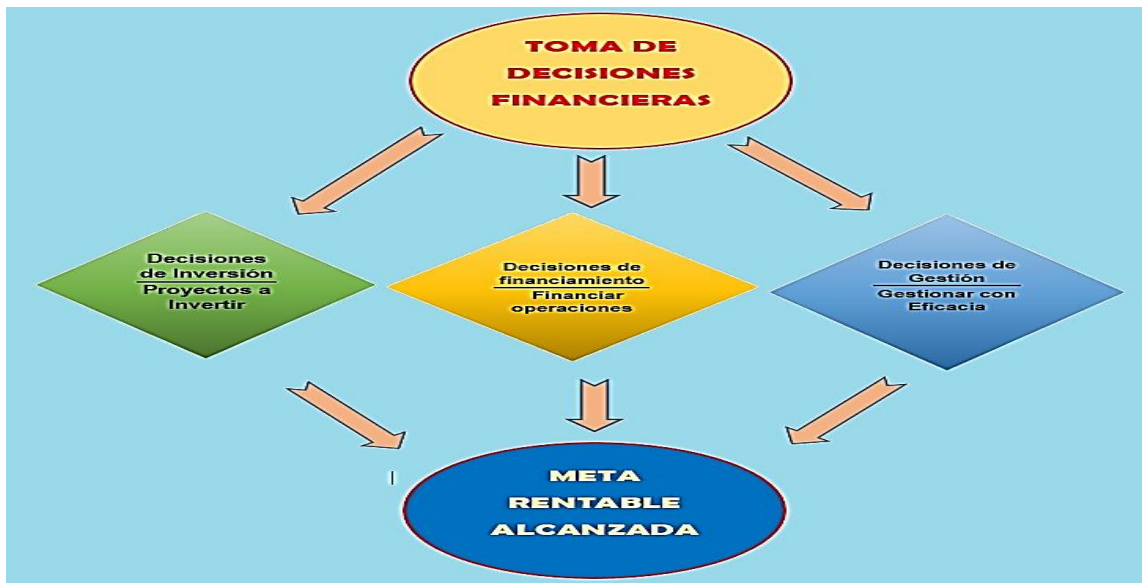 TOMA DE
DECISIONES
FINANCIERAS
Decisiones
de Inversión
Proyectos a
Invertir
Decisiones de
financiamiento
Financiar
operaciones
Decisiones de
Gestión
Gestionar con
Eficacia
META
RENTABLE
ALCANZADA